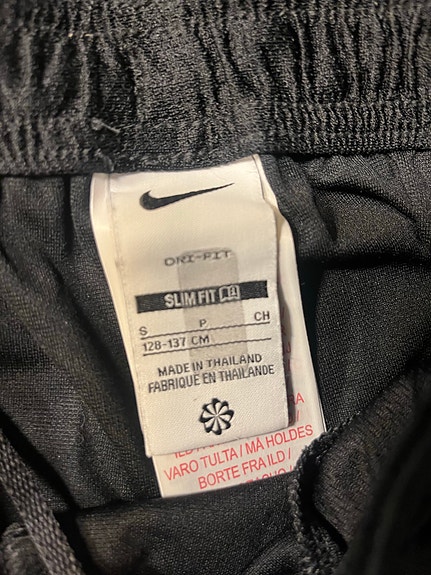 DRI-FIT
SLIM FIT
S P CH
128-137 CM
MADE IN THAILAND
FABRIQUE EN THAILANDE
VARO TULTA / MÅ HOLDES
BORTE FRA ILD /